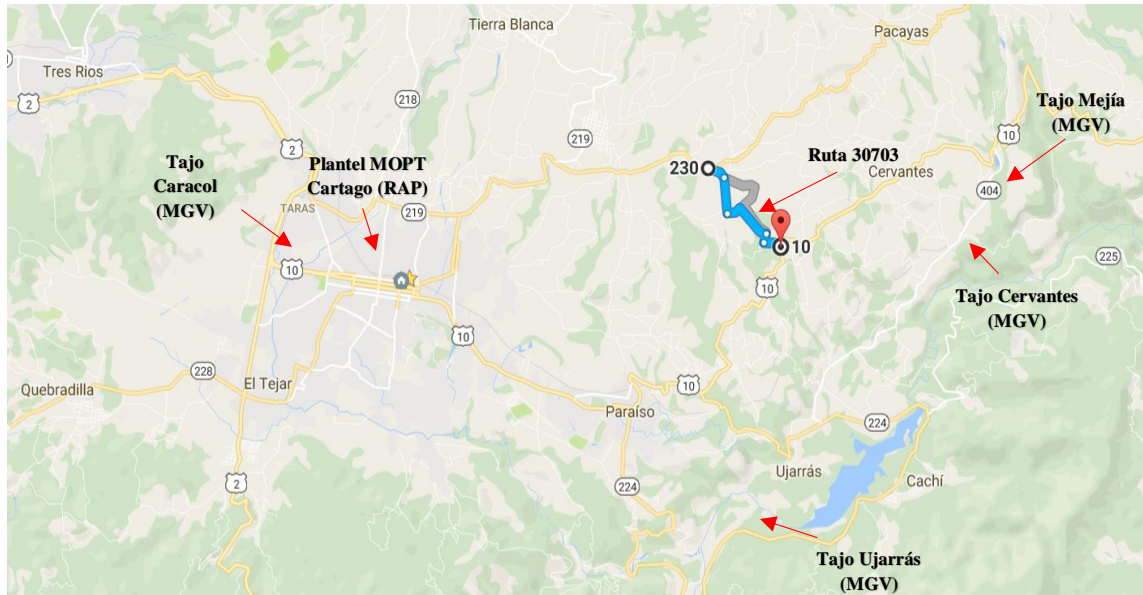 Tierra Blanca
Pacayas
Tres Rios
2
218
10
Tajo Mejía
(MGV)
2
219
Tajo
Caracol
(MGV)
Plantel MOPT
Cartago (RAP)
230
Ruta 30703
Cervantes
404
TARAS
219
10
225
10
10
Tajo Cervantes
(MGV)
10
228
El Tejar
Quebradilla
10
Paraíso
224
Ujarrás
Cachí
2
224
Tajo Ujarrás
(MGV)